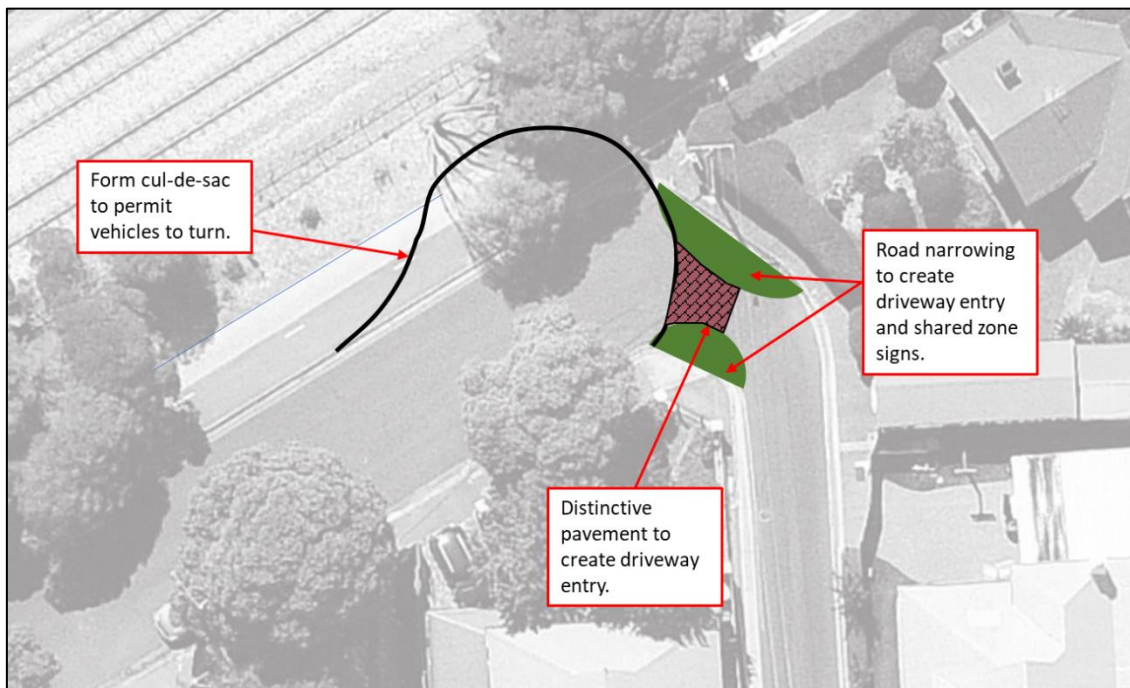 Form cul-de-sac
to permit
vehicles to turn.
Road narrowing
to create
driveway entry
and shared zone
signs.
Distinctive
pavement to
create driveway
entry.